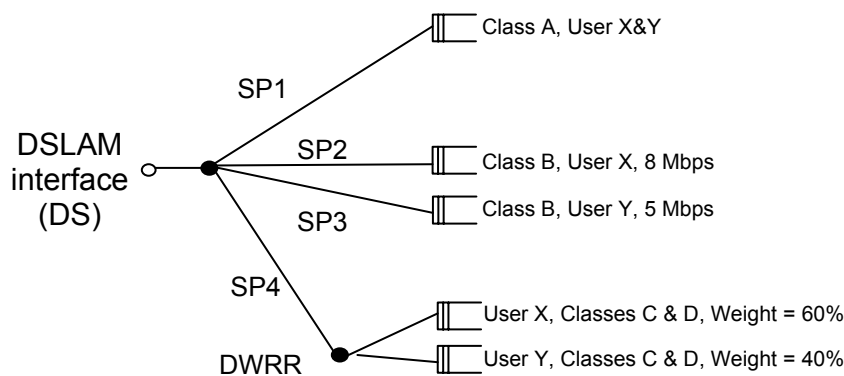 Class A, User X&Y
SP1
DSLAM
interface
(DS)
SP2
Class B, User X, 8 Mbps
SP3
Class B, User Y, 5 Mbps
SP4
DWRR
User X, Classes C & D, Weight = 60%
User Y, Classes C & D, Weight = 40%